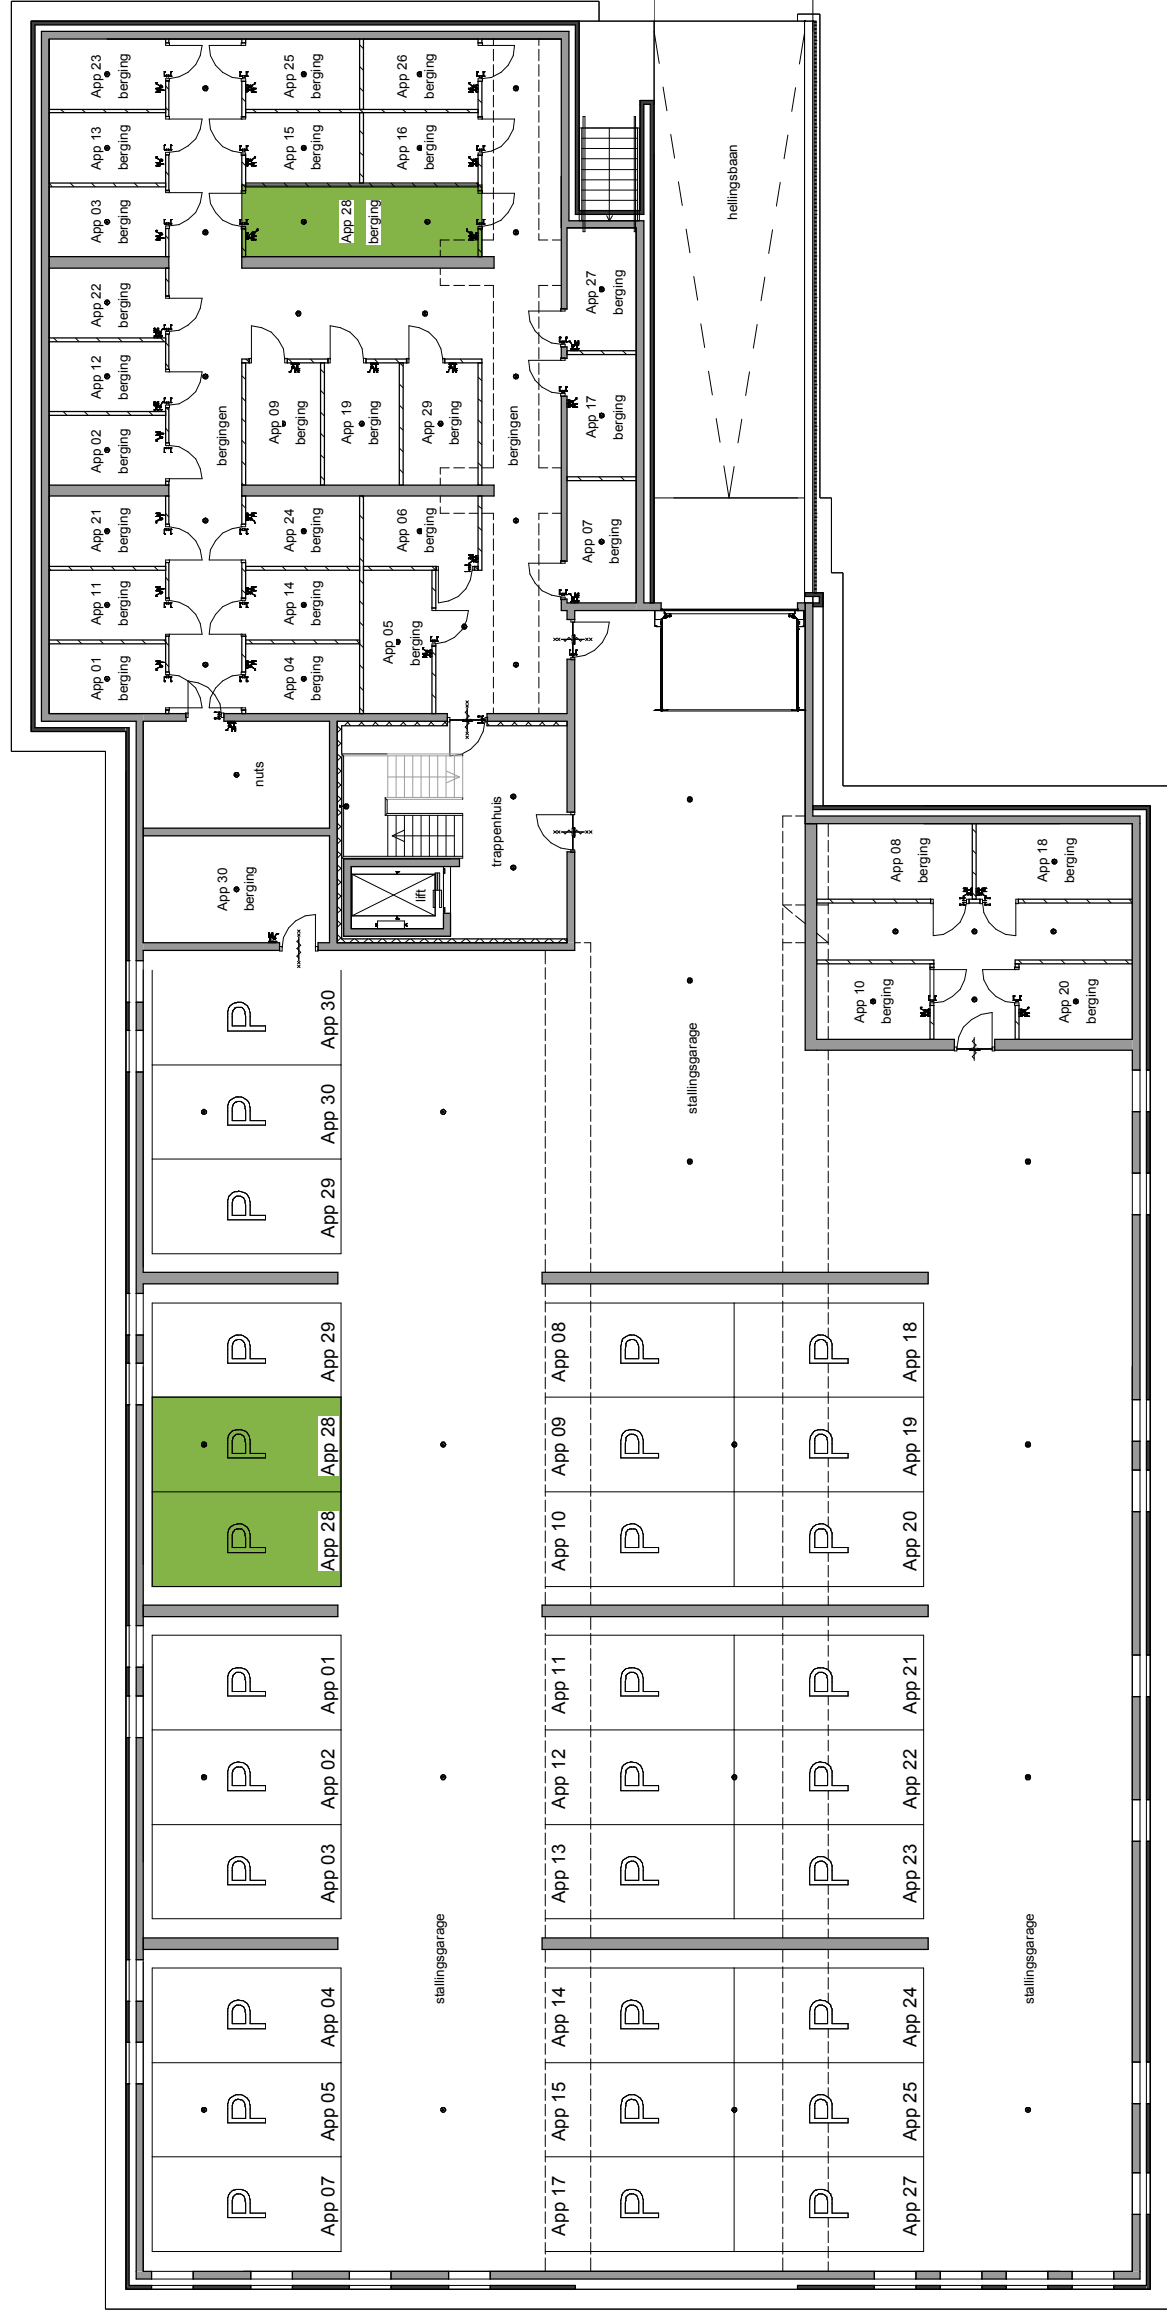 App 23
berging
App 25
berging
App 26
berging
App 13
berging
App 15
berging
App 16
berging
App 03
berging
App 28
berging
hellingsbaan
App 22
berging
App 27
berging
App 12
berging
App 02
berging
bergingen
App 09
berging
App 19
berging
App 29
berging
bergingen
App 17
berging
App 21
berging
App 24
berging
App 06
berging
App 07
berging
App 11
berging
App 14
berging
App 05
berging
App 01
berging
App 04
berging
nuts
trappenhuis
lift
App 30
berging
App 08
berging
App 18
berging
App 10
berging
App 20
berging
stallingsgarage
P
App 30
P
App 30
P
App 29
P
App 29
P
App 28
P
App 28
App 08
P
P
App 18
App 09
P
P
App 19
App 10
P
P
App 20
P
App 01
P
App 02
P
App 03
App 11
P
P
App 21
App 12
P
P
App 22
App 13
P
P
App 23
stallingsgarage
stallingsgarage
P
App 04
P
App 05
P
App 07
App 14
P
P
App 24
App 15
P
P
App 25
App 17
P
P
App 27